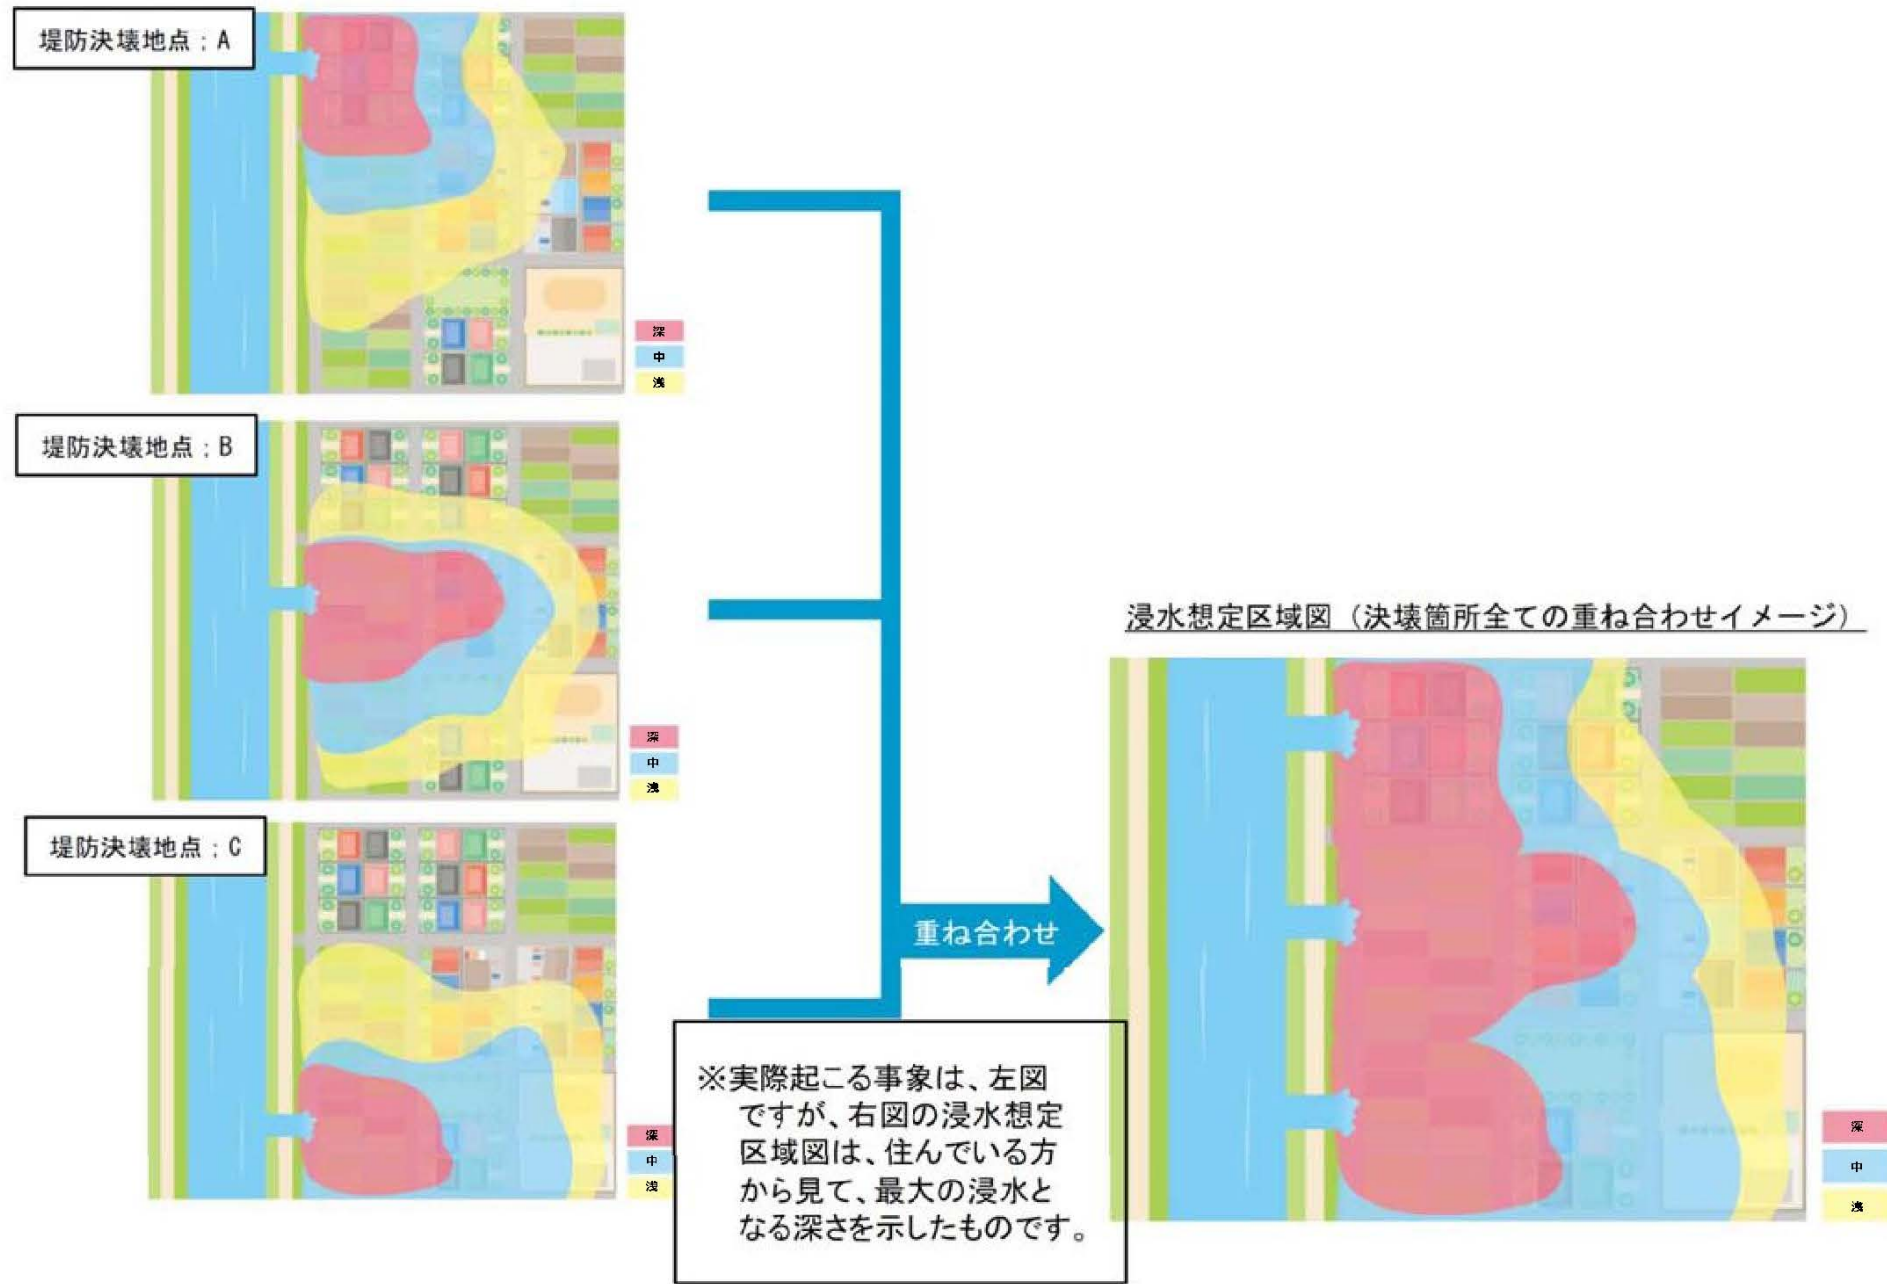 堤防決壊地点；A
深
中
浅
堤防決壊地点；B
深
中
浅
堤防決壊地点；C
深
中
浅
重ね合わせ
※実際起こる事象は、左図
ですが、右図の浸水想定
区域図は、住んでいる方
から見て、最大の浸水と
なる深さを示したものです。
浸水想定区域図（決壊箇所全ての重ね合わせイメージ）
深
中
浅